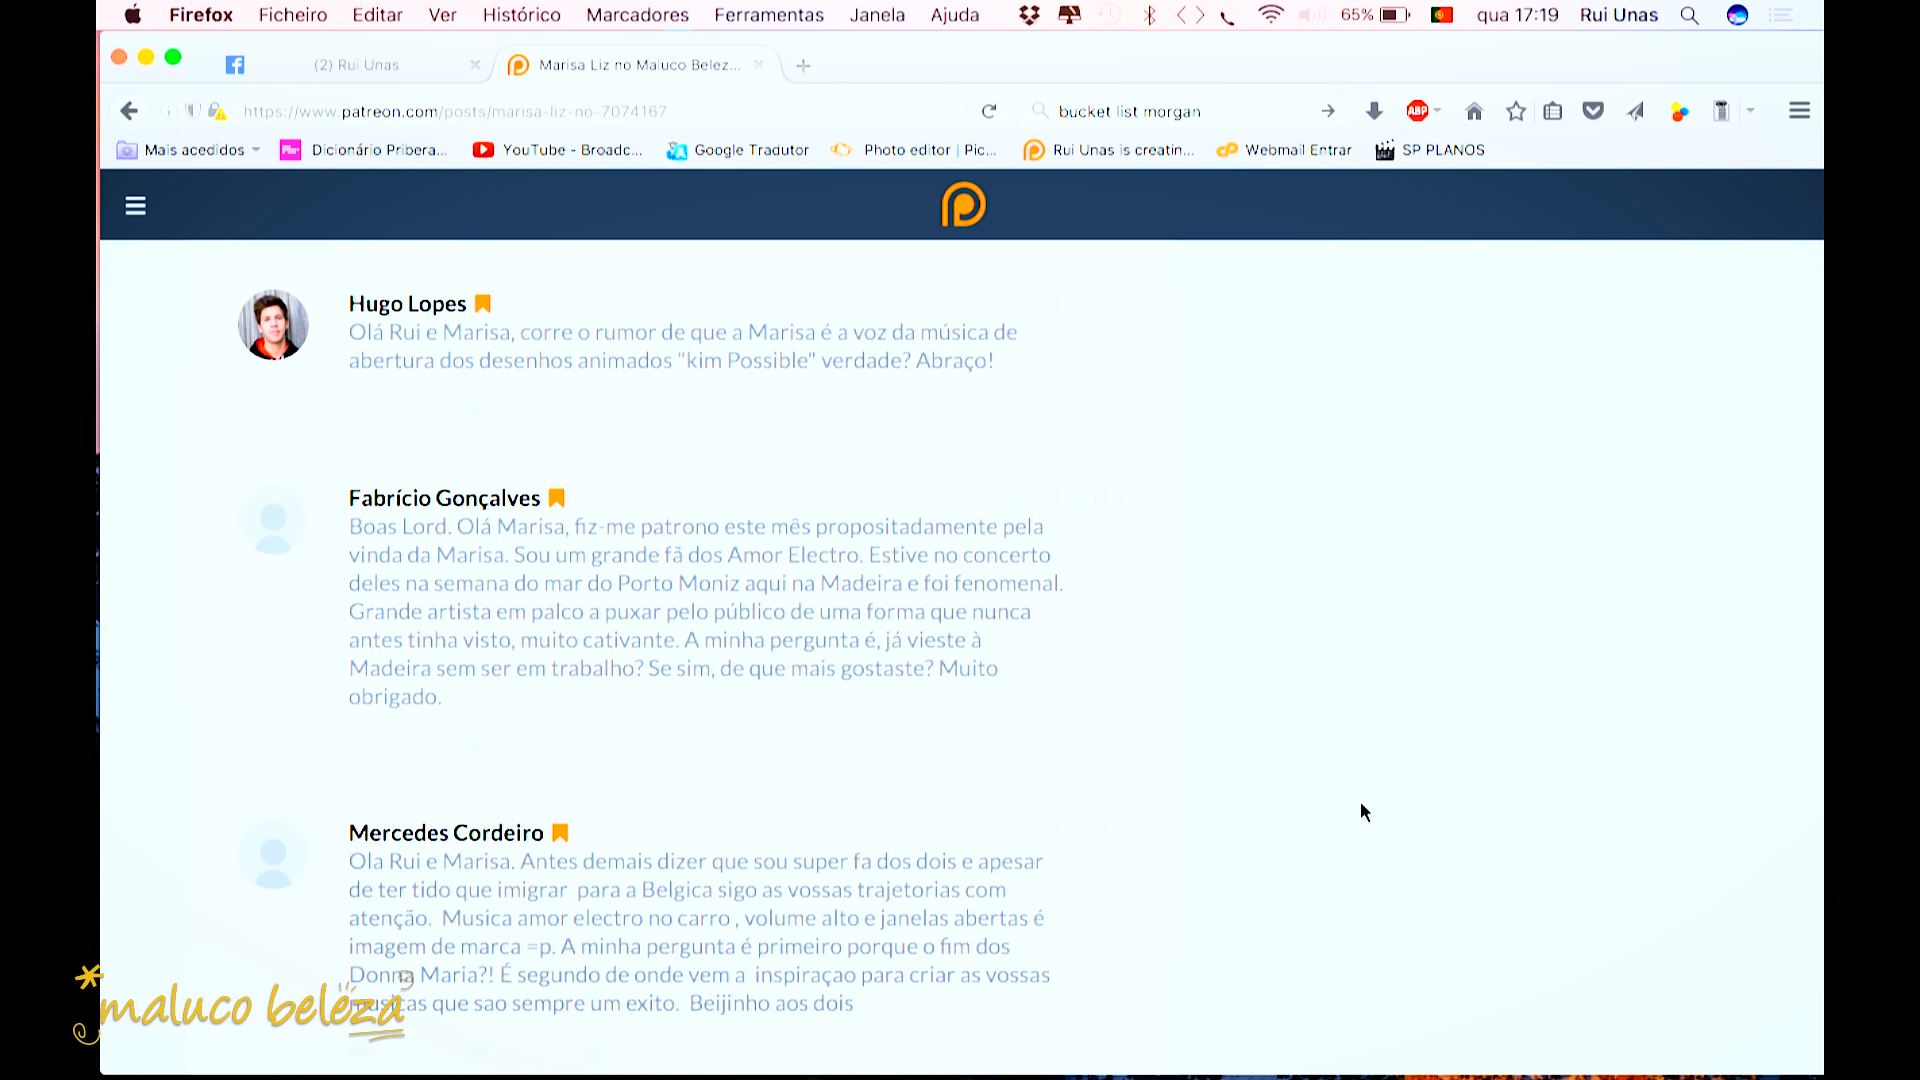 Firefox Ficheiro Editar Ver Histórico Marcadores Ferramentas Janela Ajuda 65% qua 17:19 Rui Unas
(2) Rui Unas Marisa Liz no Maluco Belez...
https://www.patreon.com/posts/marisa-liz-no-7074167 bucket list morgan ABP
Mais acedidos Dicionário Pribera... YouTube - Broadc... Google Tradutor Photo editor | Pic... Rui Unas is creatin... Webmail Entrar SP PLANOS
Hugo Lopes
Olá Rui e Marisa, corre o rumor de que a Marisa é a voz da música de
abertura dos desenhos animados "kim Possible" verdade? Abraço!
Fabrício Gonçalves
Boas Lord. Olá Marisa, fiz-me patrono este mês propositadamente pela
vinda da Marisa. Sou um grande fã dos Amor Electro. Estive no concerto
deles na semana do mar do Porto Moniz aqui na Madeira e foi fenomenal.
Grande artista em palco a puxar pelo público de uma forma que nunca
antes tinha visto, muito cativante. A minha pergunta é, já vieste à
Madeira sem ser em trabalho? Se sim, de que mais gostaste? Muito
obrigado.
Mercedes Cordeiro
Ola Rui e Marisa. Antes demais dizer que sou super fa dos dois e apesar
de ter tido que imigrar para a Belgica sigo as vossas trajetorias com
atenção. Musica amor electro no carro , volume alto e janelas abertas é
imagem de marca =p. A minha pergunta é primeiro porque o fim dos
Donna Maria?! É segundo de onde vem a inspiraçao para criar as vossas
musicas que sao sempre um exito. Beijinho aos dois
maluco beleza